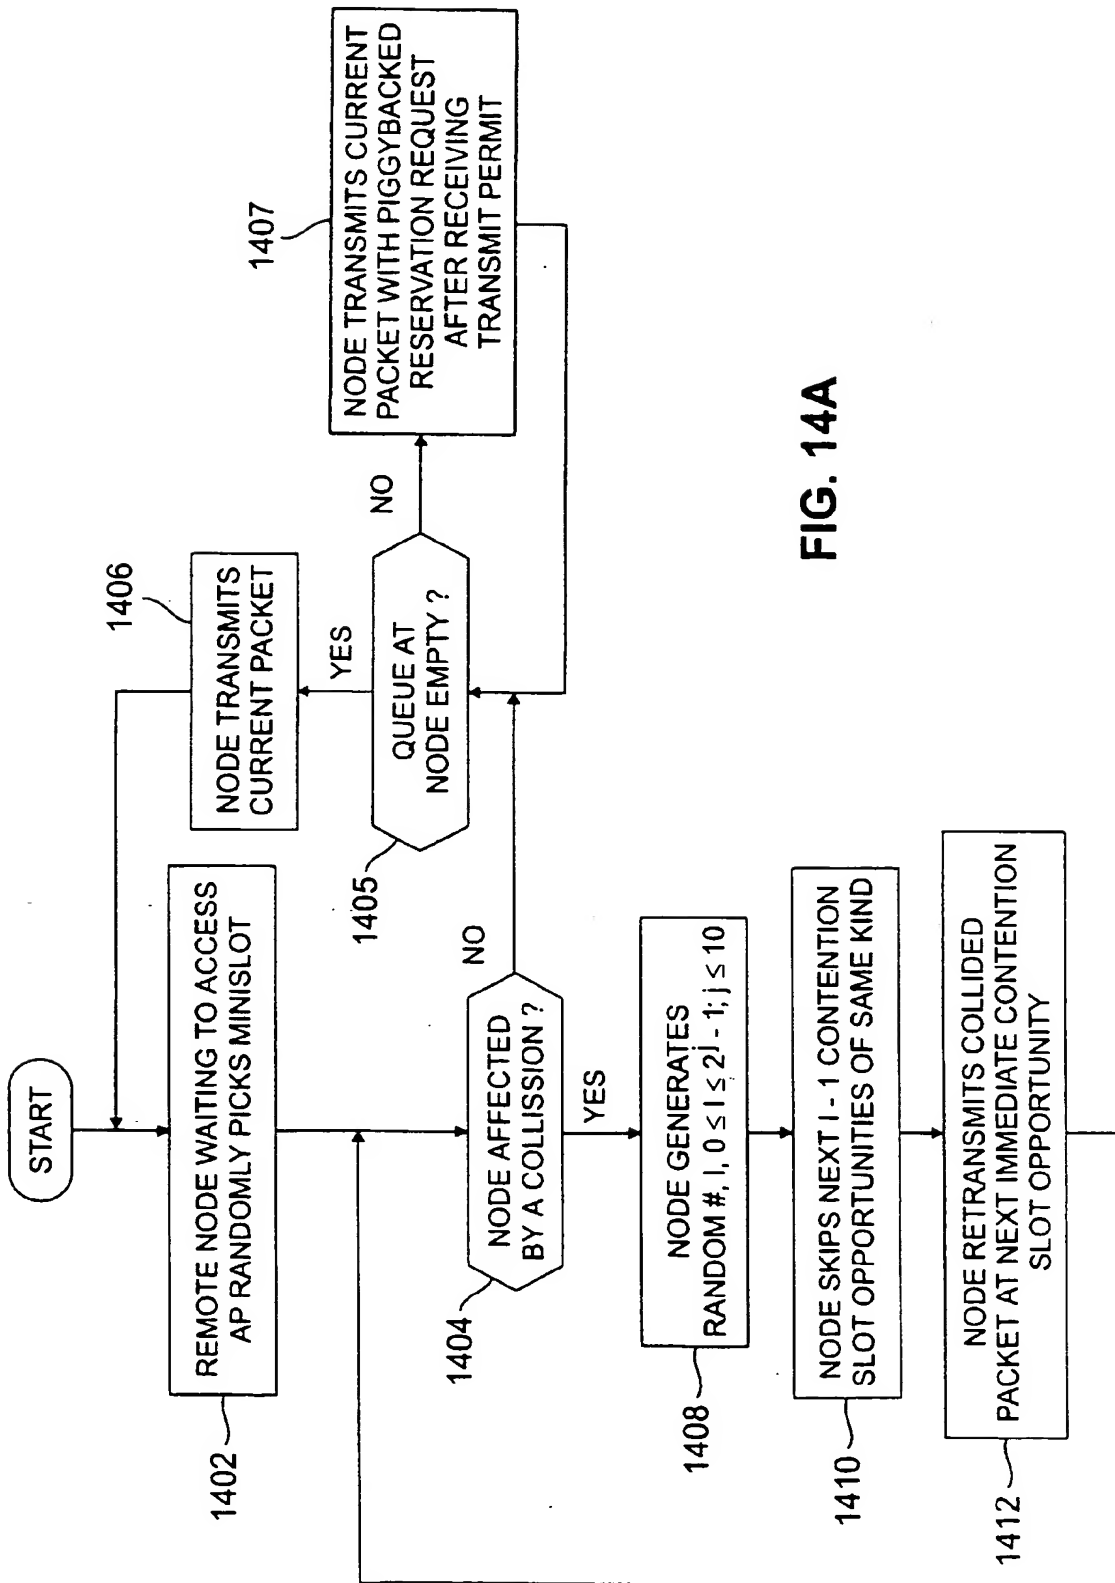 START
REMOTE NODE WAITING TO ACCESS
AP RANDOMLY PICKS MINISLOT
1402
NODE AFFECTED
BY A COLLISSION ?
1404
NO
YES
QUEUE AT
NODE EMPTY ?
1405
YES
NO
NODE TRANSMITS
CURRENT PACKET
1406
NODE TRANSMITS CURRENT
PACKET WITH PIGGYBACKED
RESERVATION REQUEST
AFTER RECEIVING
TRANSMIT PERMIT
1407
NODE GENERATES
RANDOM #, I, 0 ≤ I ≤ 2^j - 1; j ≤ 10
1408
NODE SKIPS NEXT I - 1 CONTENTION
SLOT OPPORTUNITIES OF SAME KIND
1410
NODE RETRANSMITS COLLIDED
PACKET AT NEXT IMMEDIATE CONTENTION
SLOT OPPORTUNITY
1412
FIG. 14A